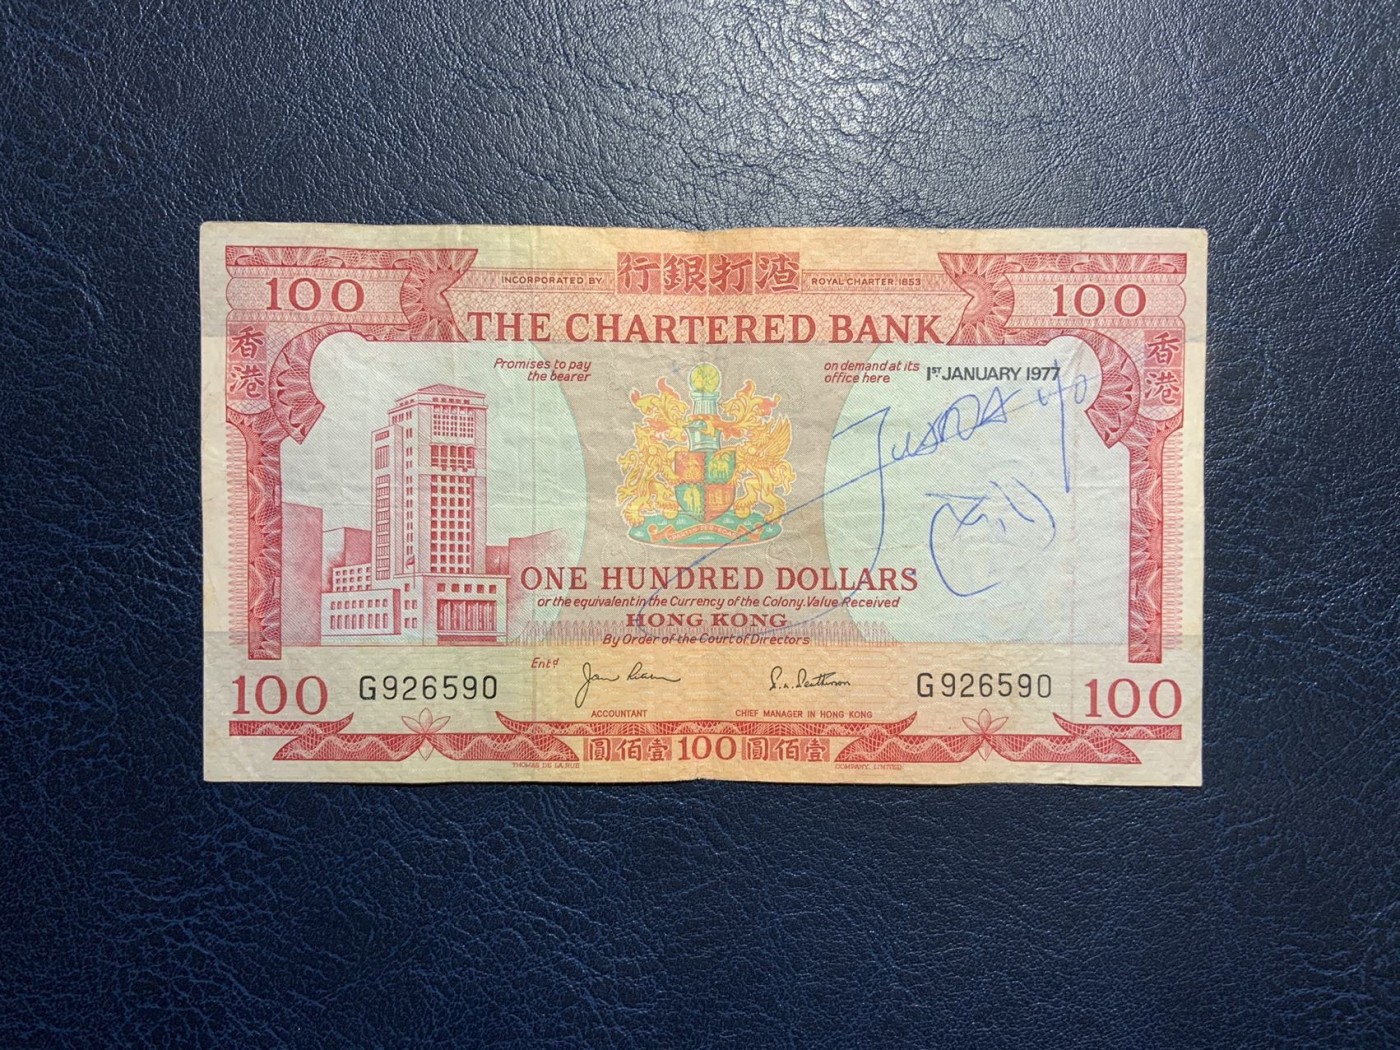 INCORPORATED BY 行銀打渣 ROYAL CHARTER, 1853
100 100
THE CHARTERED BANK
香港 香港
Promises to pay the bearer
on demand at its office here
1ST JANUARY 1977
ONE HUNDRED DOLLARS
or the equivalent in the Currency of the Colony. Value Received
HONG KONG
By Order of the Court of Directors
Entd
ACCOUNTANT CHIEF MANAGER IN HONG KONG
100 G926590 G926590 100
圓佰壹 100 圓佰壹
THOMAS DE LA RUE COMPANY, LIMITED